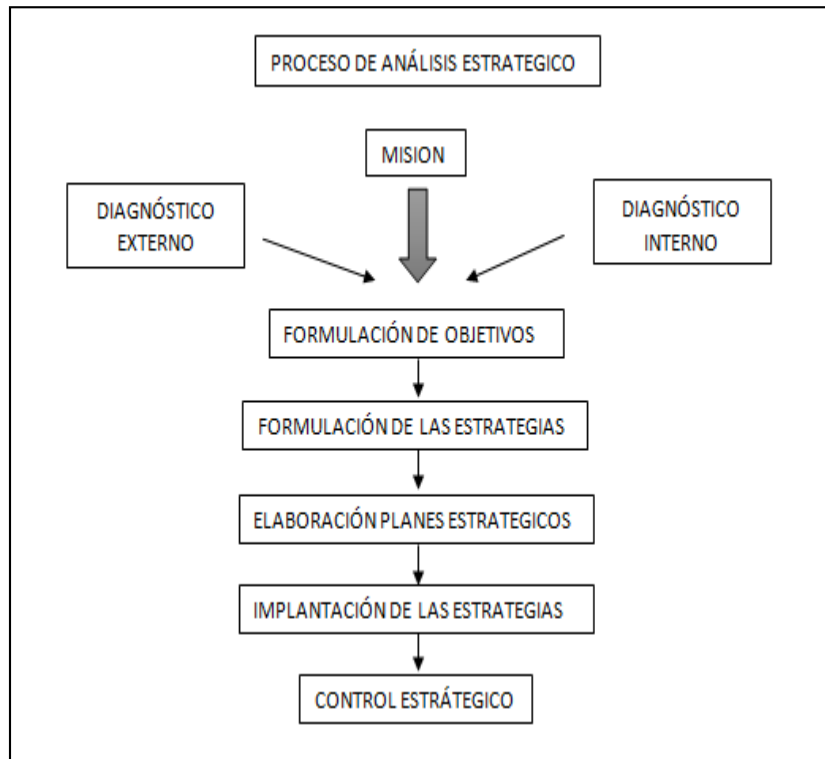 PROCESO DE ANÁLISIS ESTRATEGICO
MISION
DIAGNÓSTICO
EXTERNO
DIAGNÓSTICO
INTERNO
FORMULACIÓN DE OBJETIVOS
FORMULACIÓN DE LAS ESTRATEGIAS
ELABORACIÓN PLANES ESTRATEGICOS
IMPLANTACIÓN DE LAS ESTRATEGIAS
CONTROL ESTRÁTEGICO